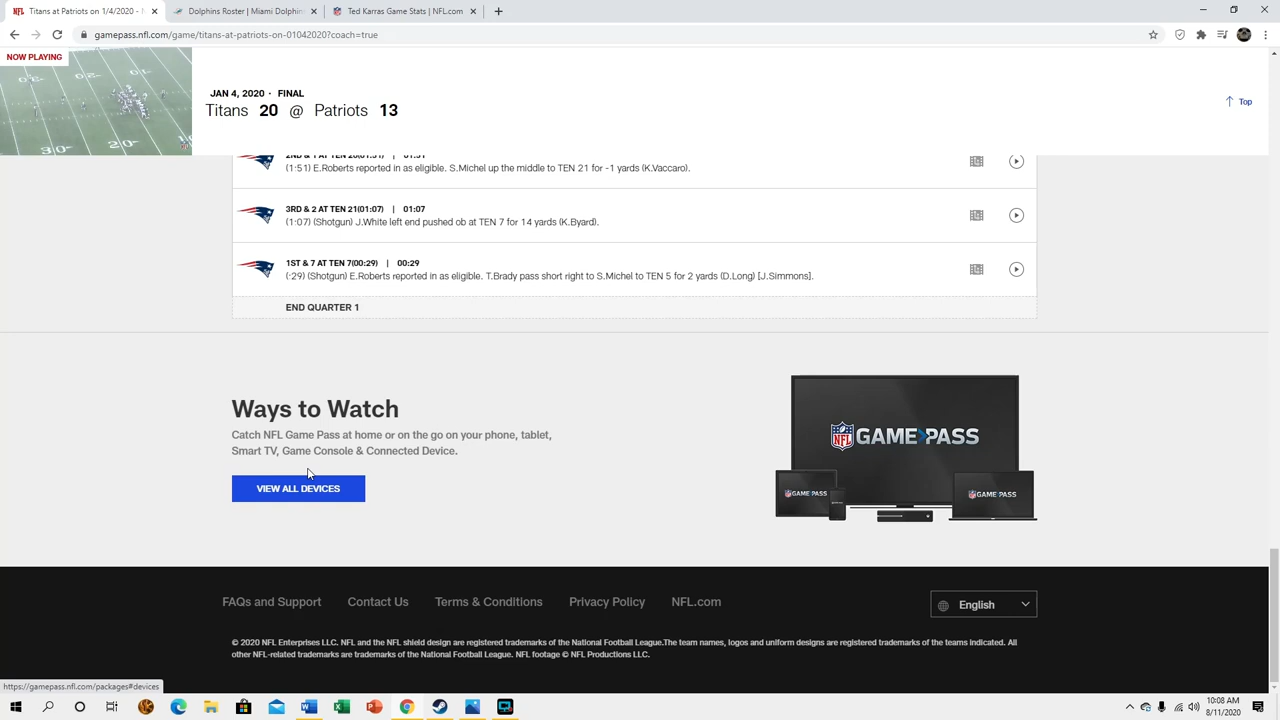 Titans at Patriots on 1/4/2020 -
Dolphins Roster | Miami Dolphins
Ted Karras Game Stats - NFL.com
gamepass.nfl.com/game/titans-at-patriots-on-01042020?coach=true
NOW PLAYING
JAN 4, 2020 · FINAL
Titans 20 @ Patriots 13
Top
(1:51) E.Roberts reported in as eligible. S.Michel up the middle to TEN 21 for -1 yards (K.Vaccaro).
3RD & 2 AT TEN 21(01:07) | 01:07
(1:07) (Shotgun) J.White left end pushed ob at TEN 7 for 14 yards (K.Byard).
1ST & 7 AT TEN 7(00:29) | 00:29
(:29) (Shotgun) E.Roberts reported in as eligible. T.Brady pass short right to S.Michel to TEN 5 for 2 yards (D.Long) [J.Simmons].
END QUARTER 1
Ways to Watch
Catch NFL Game Pass at home or on the go on your phone, tablet,
Smart TV, Game Console & Connected Device.
VIEW ALL DEVICES
NFL GAME PASS
GAME PASS
GAME PASS
FAQs and Support Contact Us Terms & Conditions Privacy Policy NFL.com
English
© 2020 NFL Enterprises LLC. NFL and the NFL shield design are registered trademarks of the National Football League.The team names, logos and uniform designs are registered trademarks of the teams indicated. All
other NFL-related trademarks are trademarks of the National Football League. NFL footage © NFL Productions LLC.
https://gamepass.nfl.com/packages#devices
10:08 AM
8/11/2020